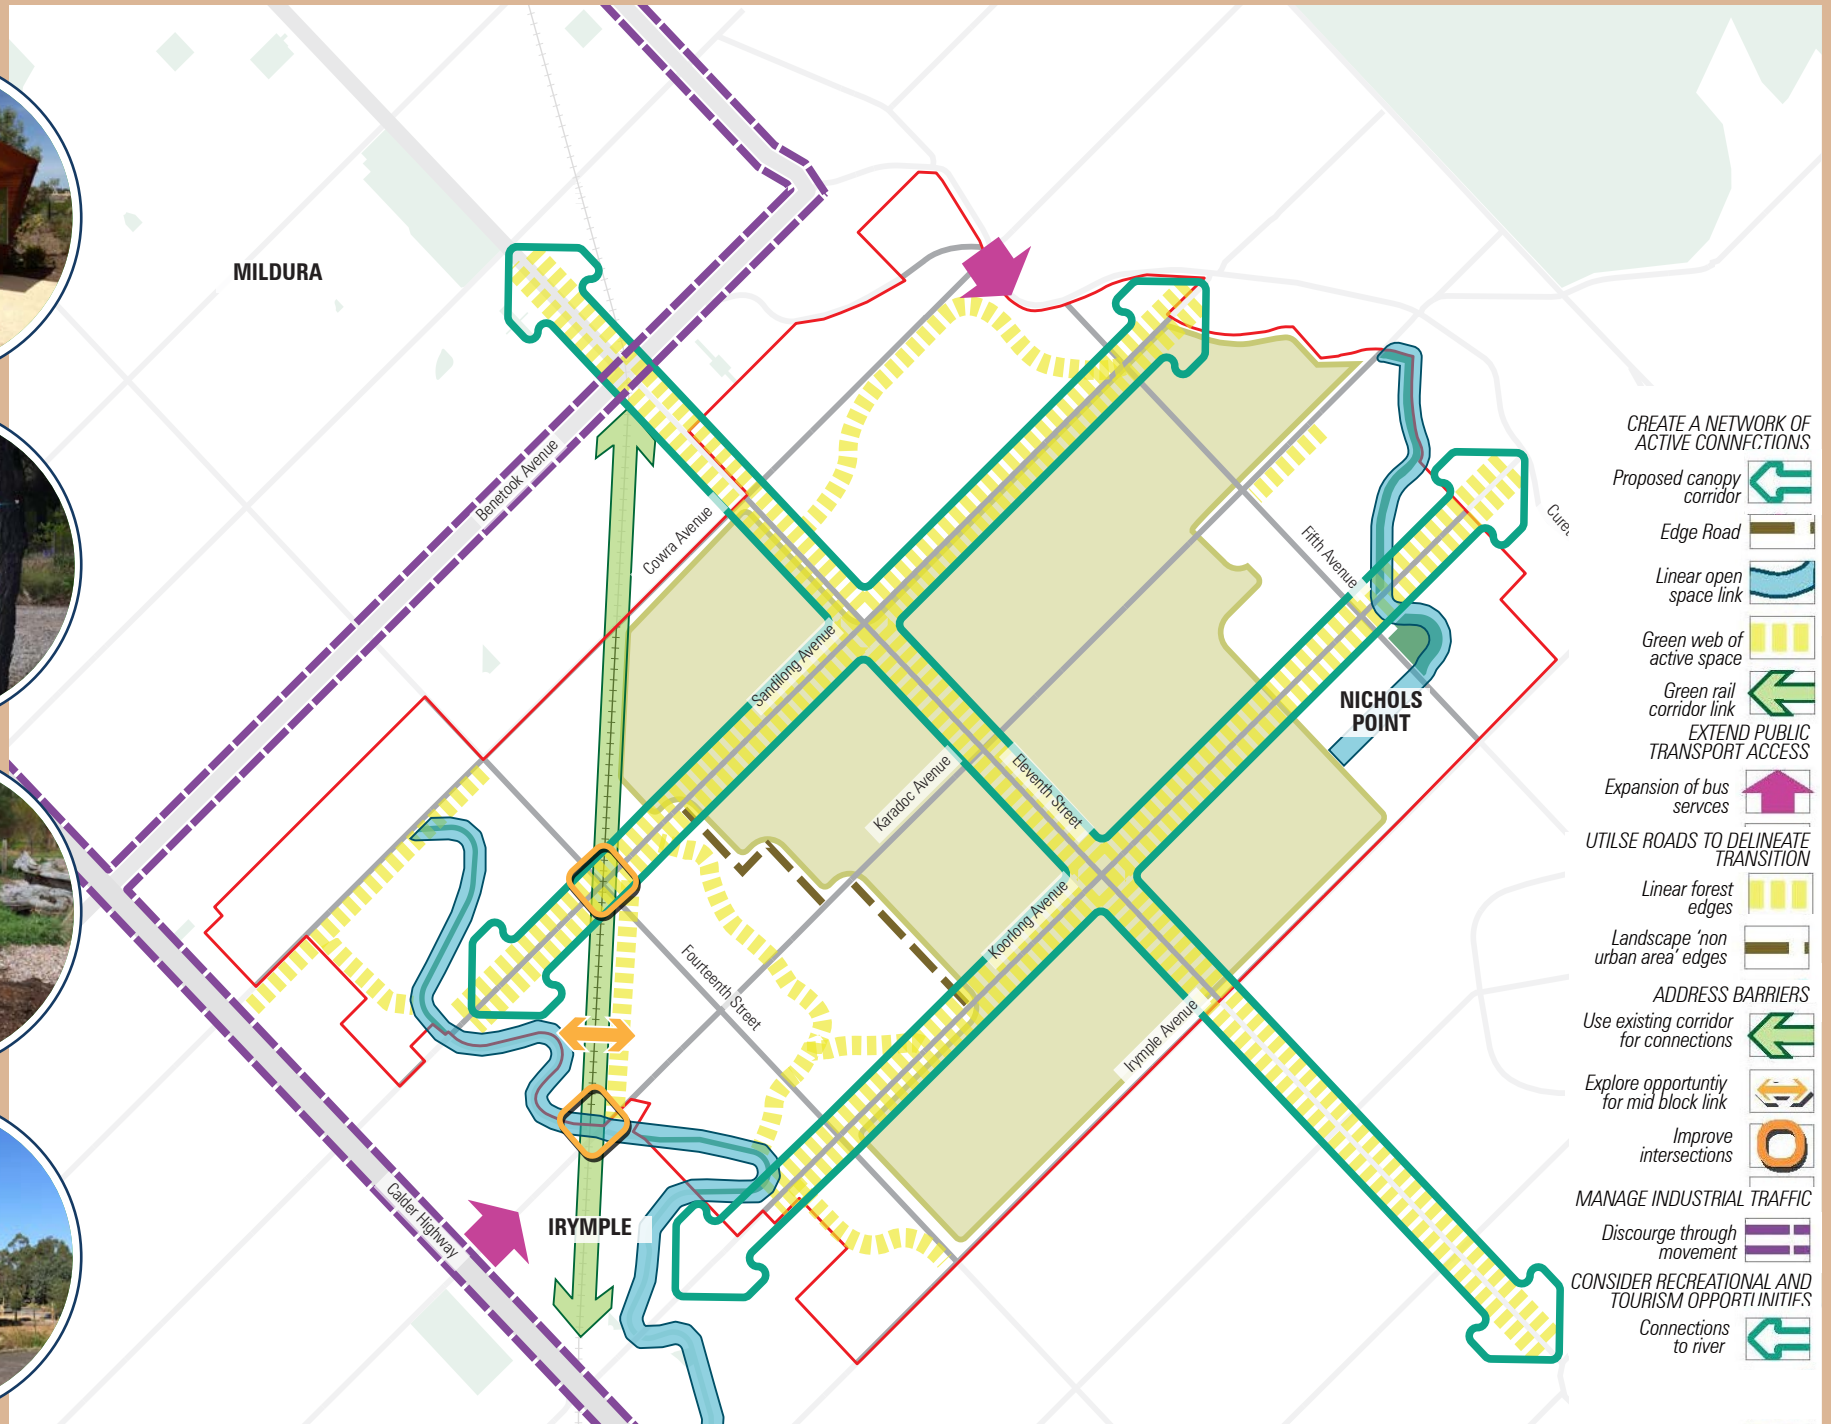 MILDURA
Benetook Avenue
Cowra Avenue
Sandilong Avenue
Karadoc Avenue
Eleventh Street
Koorlong Avenue
Fourteenth Street
Irymple Avenue
Fifth Avenue
NICHOLS
POINT
Calder Highway
IRYMPLE
CREATE A NETWORK OF
ACTIVE CONNECTIONS
Proposed canopy
corridor
Edge Road
Linear open
space link
Green web of
active space
Green rail
corridor link
EXTEND PUBLIC
TRANSPORT ACCESS
Expansion of bus
servces
UTILSE ROADS TO DELINEATE
TRANSITION
Linear forest
edges
Landscape ‘non
urban area’ edges
ADDRESS BARRIERS
Use existing corridor
for connections
Explore opportuntiy
for mid block link
Improve
intersections
MANAGE INDUSTRIAL TRAFFIC
Discourge through
movement
CONSIDER RECREATIONAL AND
TOURISM OPPORTUNITIES
Connections
to river